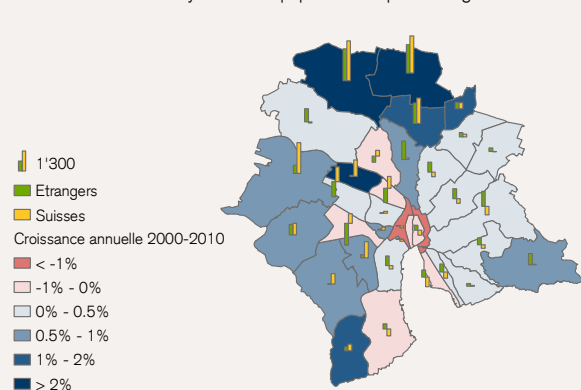 1'300
Etrangers
Suisses
Croissance annuelle 2000-2010
< -1%
-1% - 0%
0% - 0.5%
0.5% - 1%
1% - 2%
> 2%